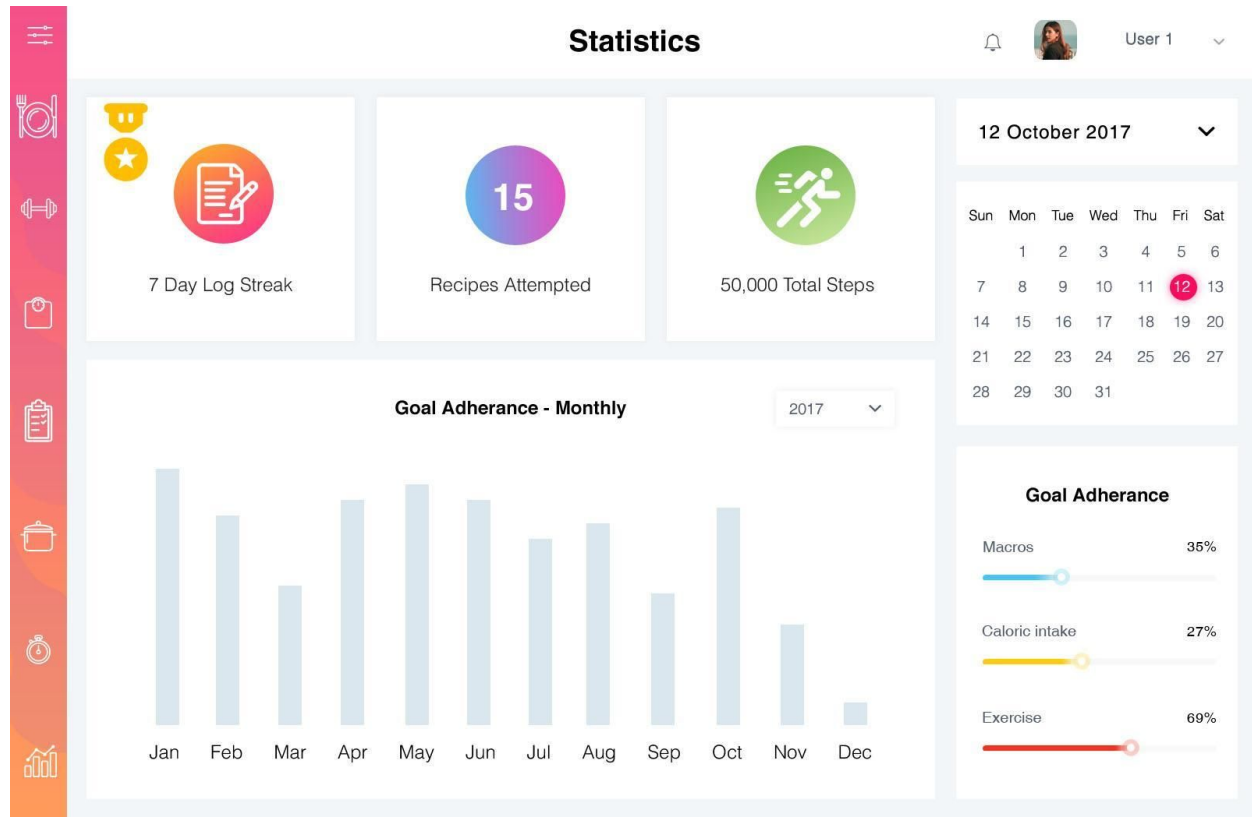 Statistics
User 1
15
7 Day Log Streak
Recipes Attempted
50,000 Total Steps
12 October 2017
Sun Mon Tue Wed Thu Fri Sat
1 2 3 4 5 6
7 8 9 10 11 12 13
14 15 16 17 18 19 20
21 22 23 24 25 26 27
28 29 30 31
Goal Adherance - Monthly
2017
Jan Feb Mar Apr May Jun Jul Aug Sep Oct Nov Dec
Goal Adherance
Macros 35%
Caloric intake 27%
Exercise 69%